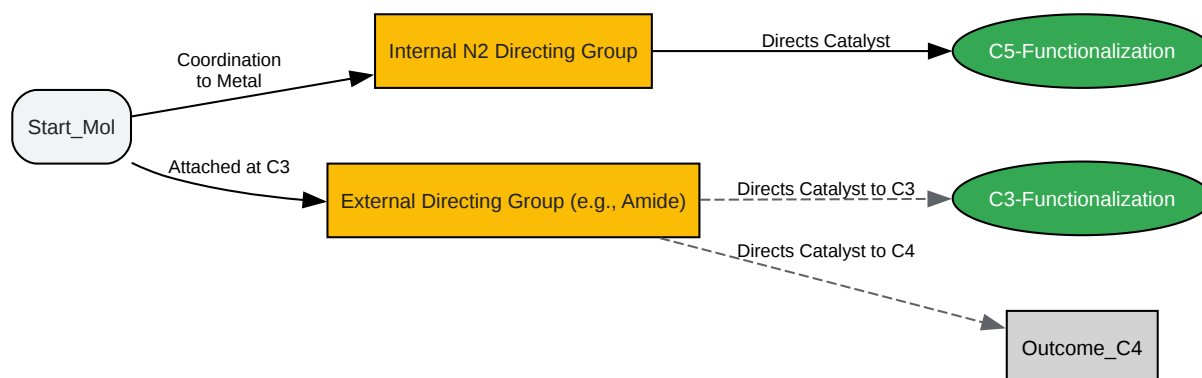 Start_Mol
Coordination
to Metal
Internal N2 Directing Group
Directs Catalyst
C5-Functionalization
Attached at C3
External Directing Group (e.g., Amide)
Directs Catalyst to C3
C3-Functionalization
Directs Catalyst to C4
Outcome_C4